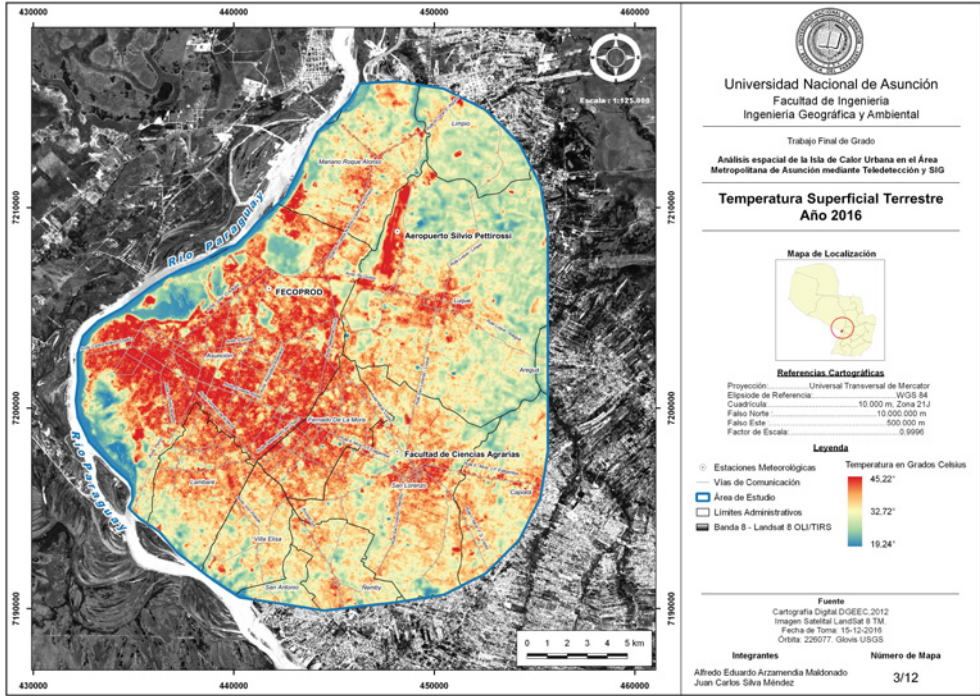 430000
440000
450000
460000
7210000
7200000
7190000
7210000
7200000
7190000
430000
440000
450000
460000
Escala : 1:125.000
Limpio
Mariano Roque Alonso
Río Paraguay
Aeropuerto Silvio Pettirossi
FECOPROD
Luque
Asunción
Areguá
Fernado De La Mora
Facultad de Ciencias Agrarias
Río Paraguay
Lambaré
San Lorenzo
Capiatá
Villa Elisa
San Antonio
Ñemby
0 1 2 3 4 5 km
Universidad Nacional de Asunción
Facultad de Ingeniería
Ingeniería Geográfica y Ambiental
Trabajo Final de Grado
Análisis espacial de la Isla de Calor Urbana en el Área
Metropolitana de Asunción mediante Teledetección y SIG
Temperatura Superficial Terrestre
Año 2016
Mapa de Localización
Referencias Cartográficas
Proyección:...............Universal Transversal de Mercator
Elipsoide de Referencia:...............WGS 84
Cuadrícula:...............10.000 m, Zona 21J
Falso Norte :...............10.000.000 m
Falso Este :...............500.000 m
Factor de Escala:...............0.9996
Leyenda
Estaciones Meteorológicas
Vías de Comunicación
Área de Estudio
Límites Administrativos
Banda 8 - Landsat 8 OLI/TIRS
Temperatura en Grados Celsius
45,22°
32,72°
19,24°
Fuente
Cartografía Digital DGEEC,2012
Imagen Satelital LandSat 8 TM.
Fecha de Toma: 15-12-2016
Órbita: 226077. Glovis USGS
Integrantes
Alfredo Eduardo Arzamendia Maldonado
Juan Carlos Silva Méndez
Número de Mapa
3/12